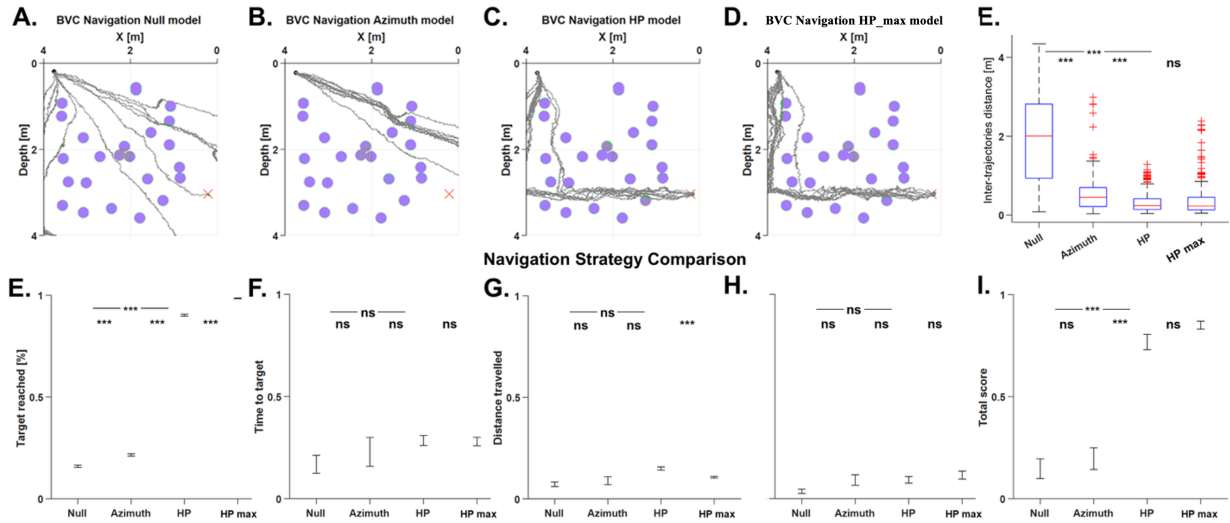 A. BVC Navigation Null model
X [m]
4 2 0
0
2
4
Depth [m]
B. BVC Navigation Azimuth model
X [m]
4 2 0
0
2
4
Depth [m]
C. BVC Navigation HP model
X [m]
4 2 0
0
2
4
Depth [m]
D. BVC Navigation HP_max model
X [m]
4 2 0
0
2
4
Depth [m]
E.
Inter-trajectories distance [m]
4
2
0
***
*** *** ns
Null Azimuth HP HP max
Navigation Strategy Comparison
E.
Target reached [%]
1
0.5
0
***
*** *** ***
Null Azimuth HP HP max
F.
Time to target
1
0.5
0
ns
ns ns ns
Null Azimuth HP HP max
G.
Distance travelled
1
0.5
0
ns
ns ns ***
Null Azimuth HP HP max
H.
ns
ns ns ns
Null Azimuth HP HP max
I.
Total score
1
0.5
0
***
ns *** ns
Null Azimuth HP HP max